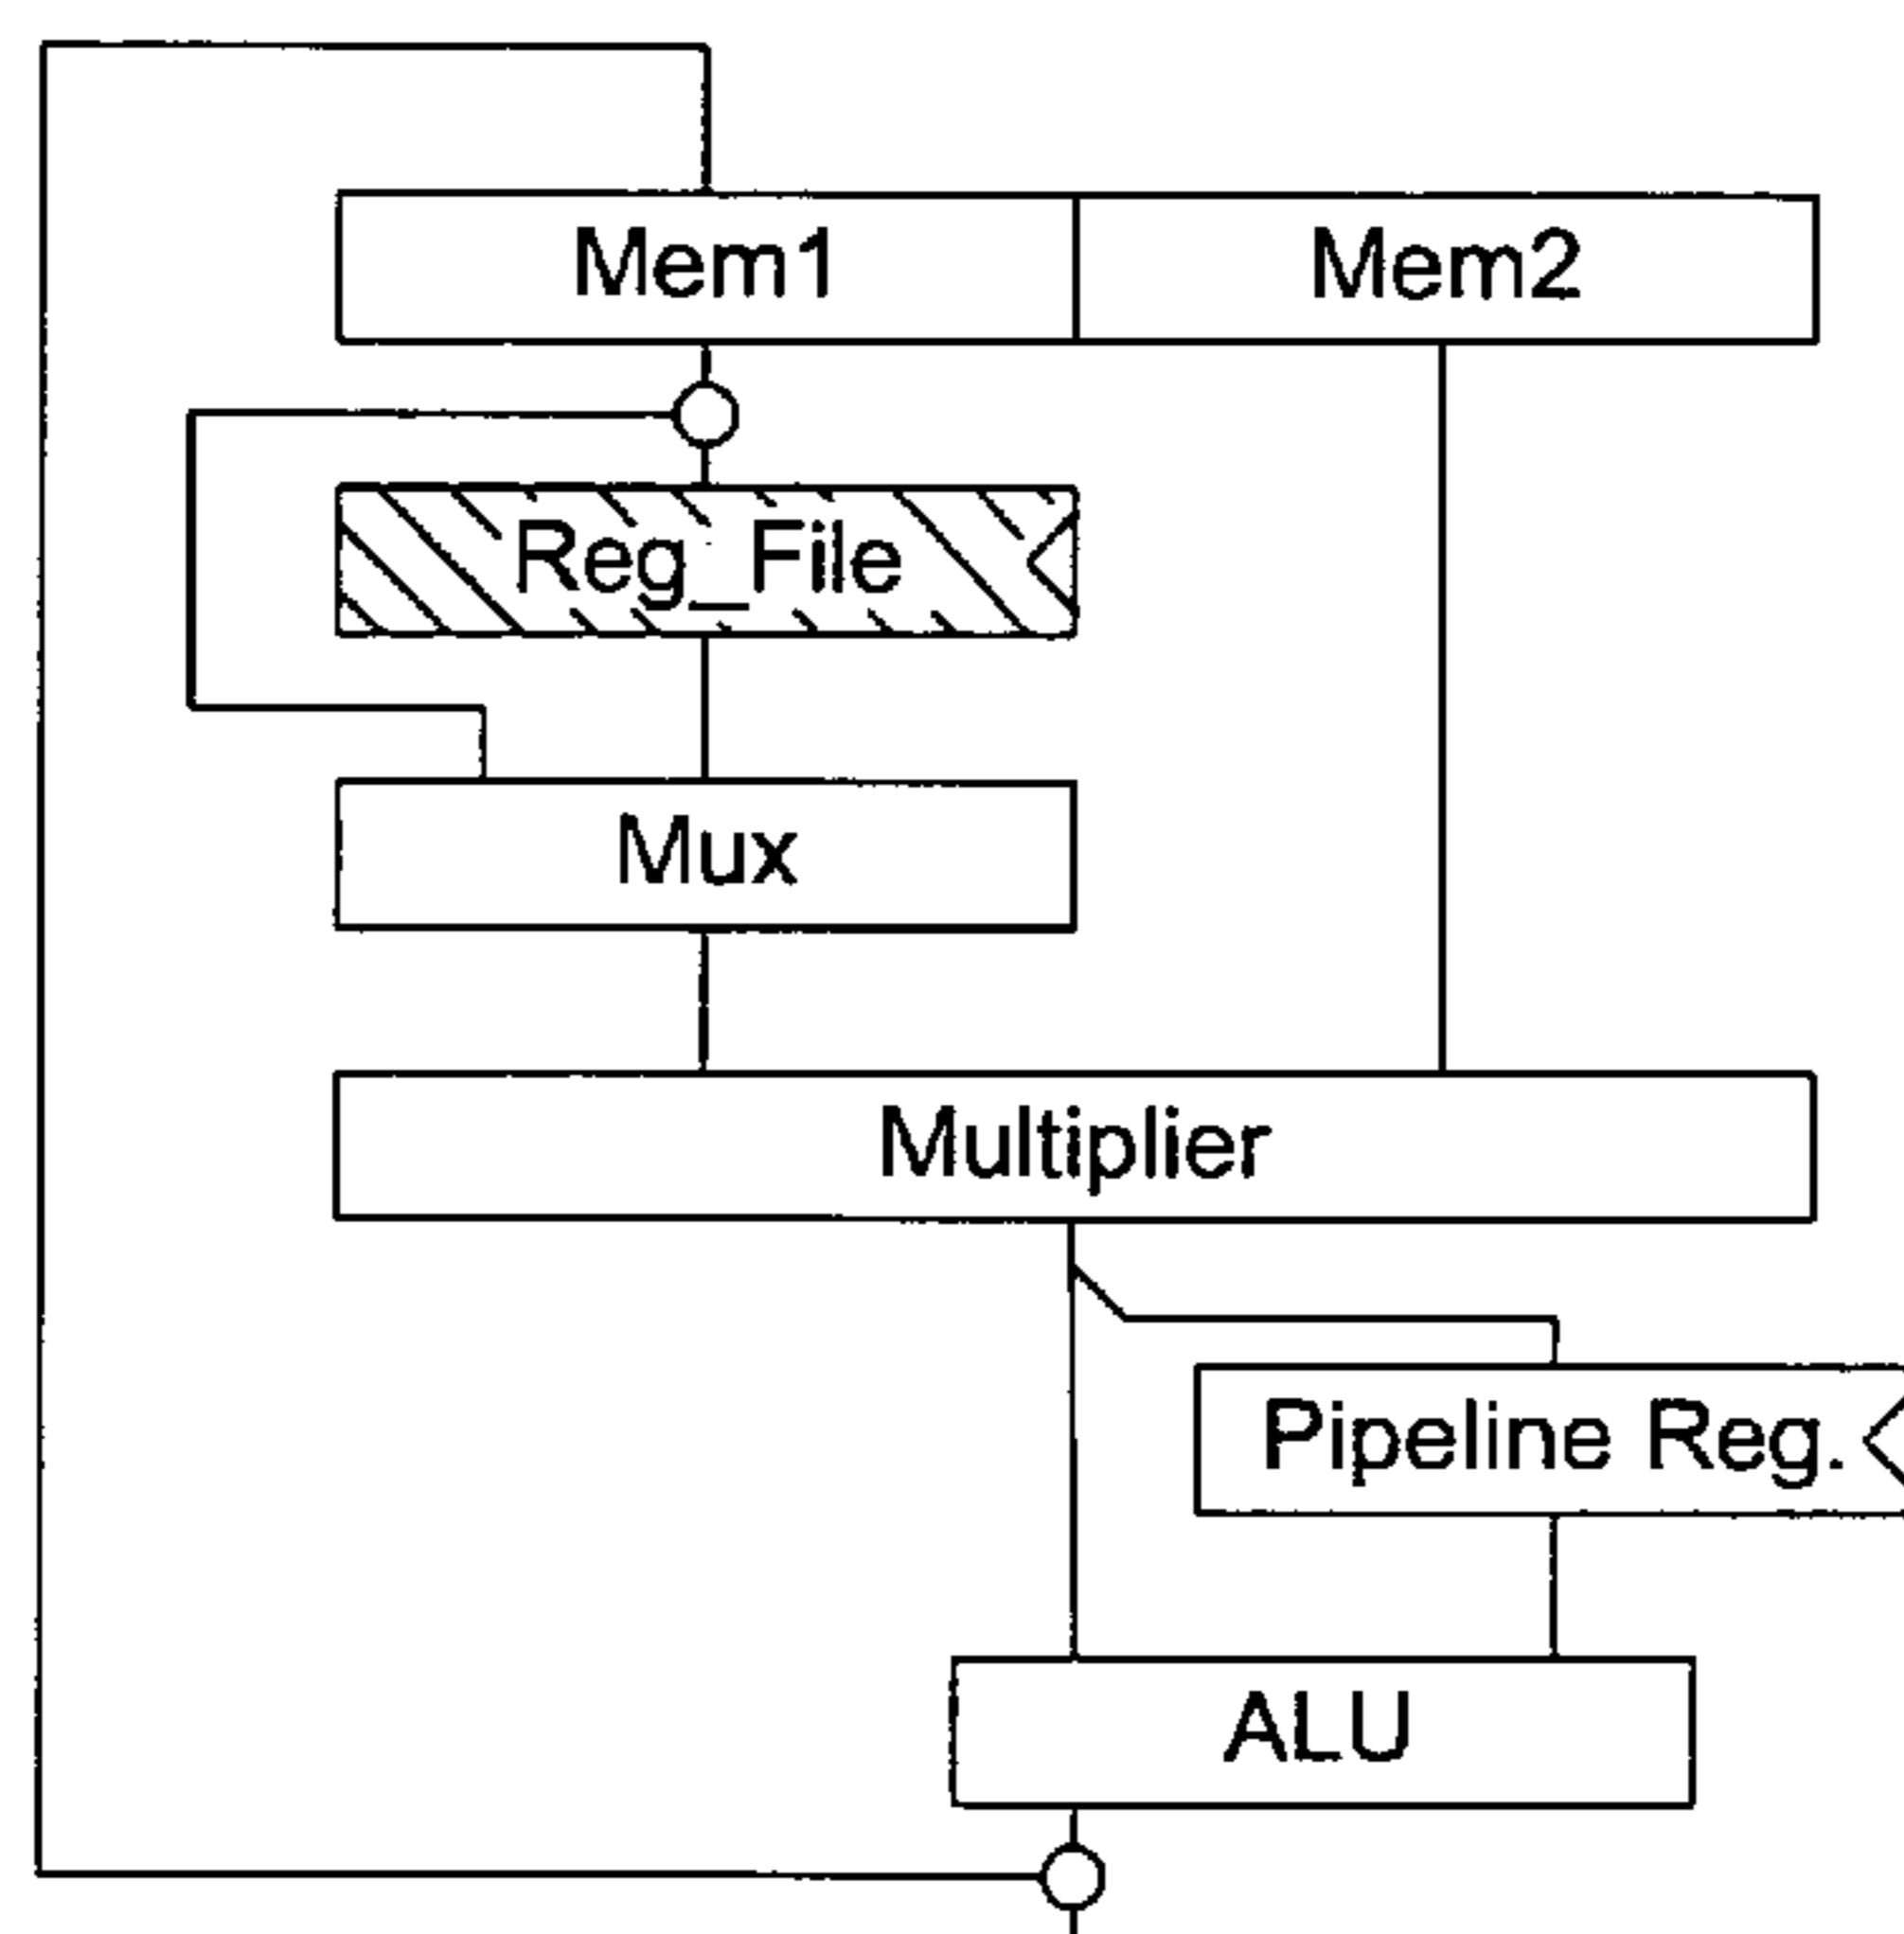 Mem1
Mem2
Reg_File
Mux
Multiplier
Pipeline Reg.
ALU